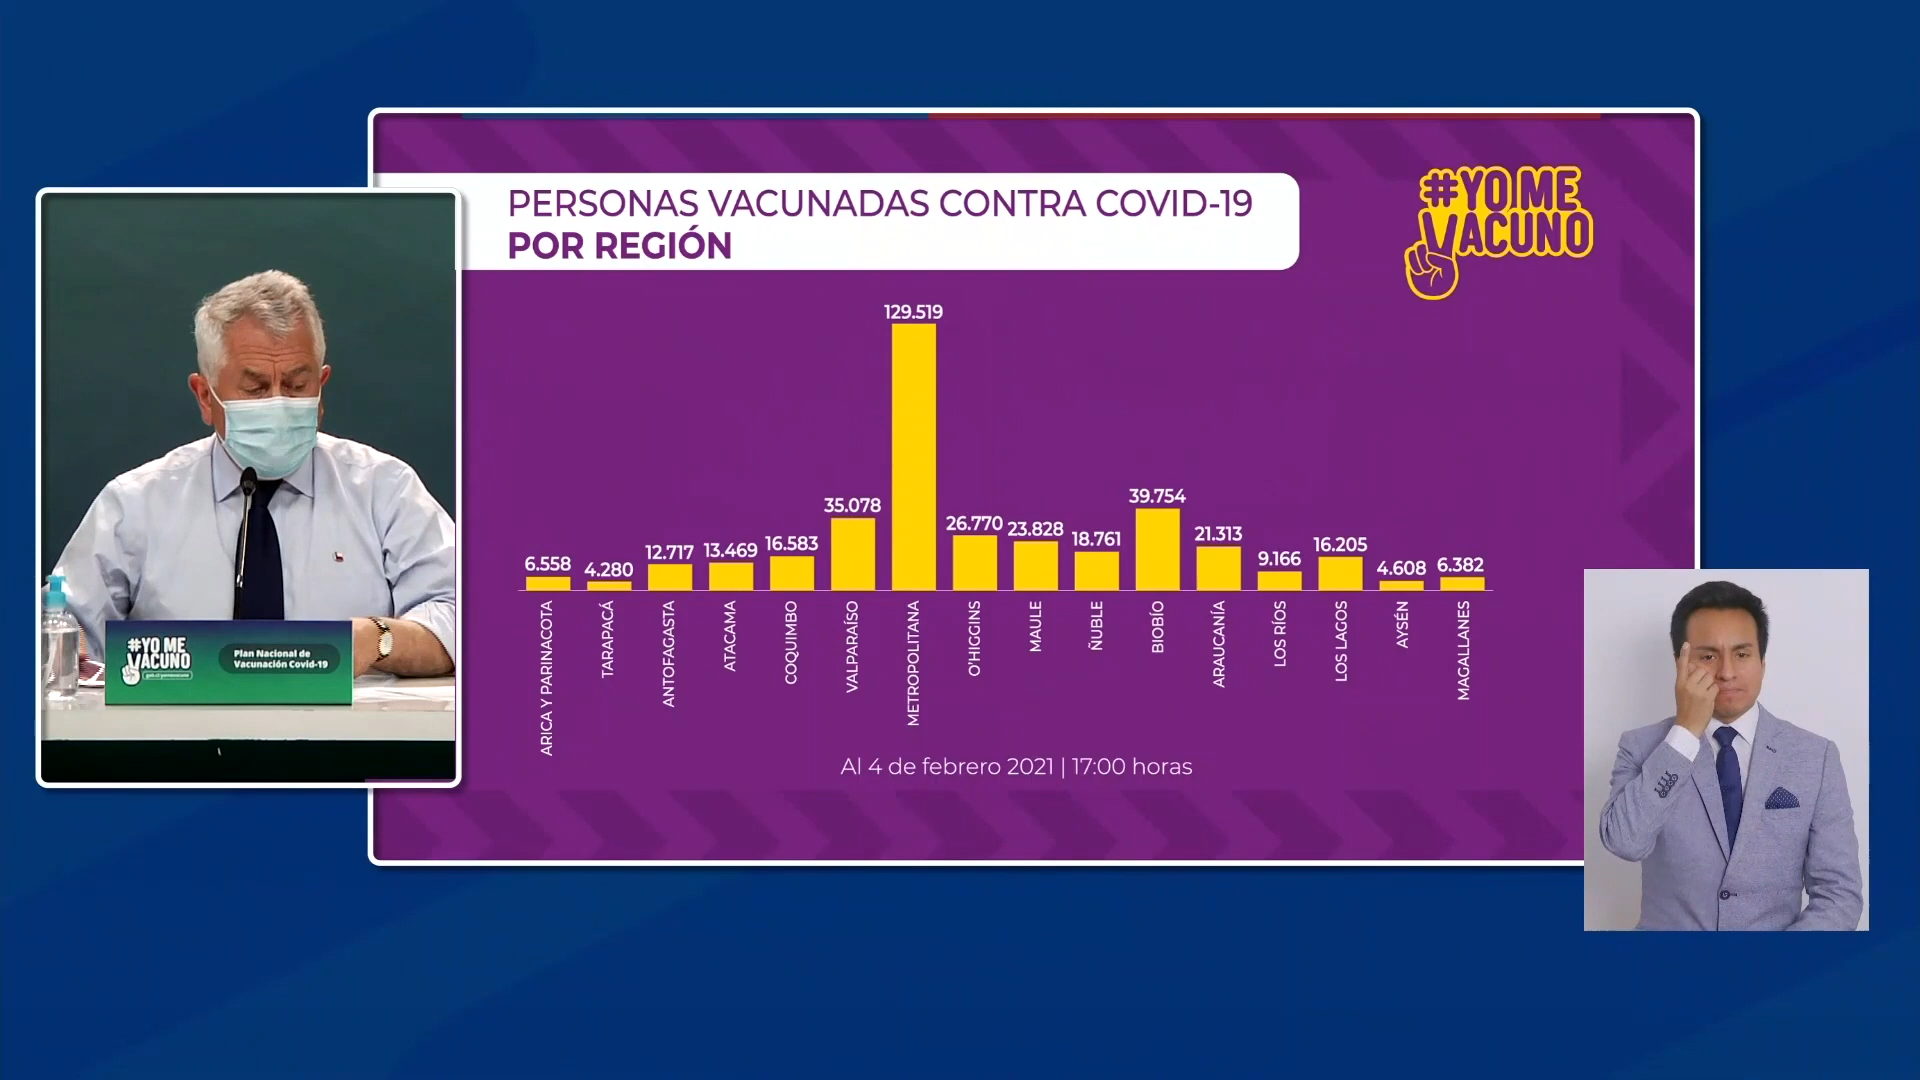 PERSONAS VACUNADAS CONTRA COVID-19
POR REGIÓN
#YO ME
VACUNO
129.519
39.754
35.078
26.770
23.828
21.313
18.761
16.583
16.205
13.469
12.717
9.166
6.558
6.382
4.608
4.280
ARICA Y PARINACOTA
TARAPACÁ
ANTOFAGASTA
ATACAMA
COQUIMBO
VALPARAÍSO
METROPOLITANA
O'HIGGINS
MAULE
ÑUBLE
BIOBÍO
ARAUCANÍA
LOS RÍOS
LOS LAGOS
AYSÉN
MAGALLANES
Al 4 de febrero 2021 | 17:00 horas
#YO ME
VACUNO
Plan Nacional de
Vacunación Covid-19